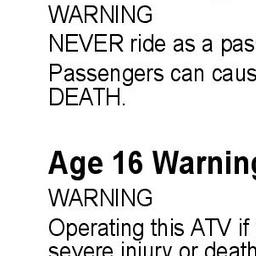 WARNING
NEVER ride as a pas
Passengers can caus
DEATH.
Age 16 Warning
WARNING
Operating this ATV if
severe injury or death